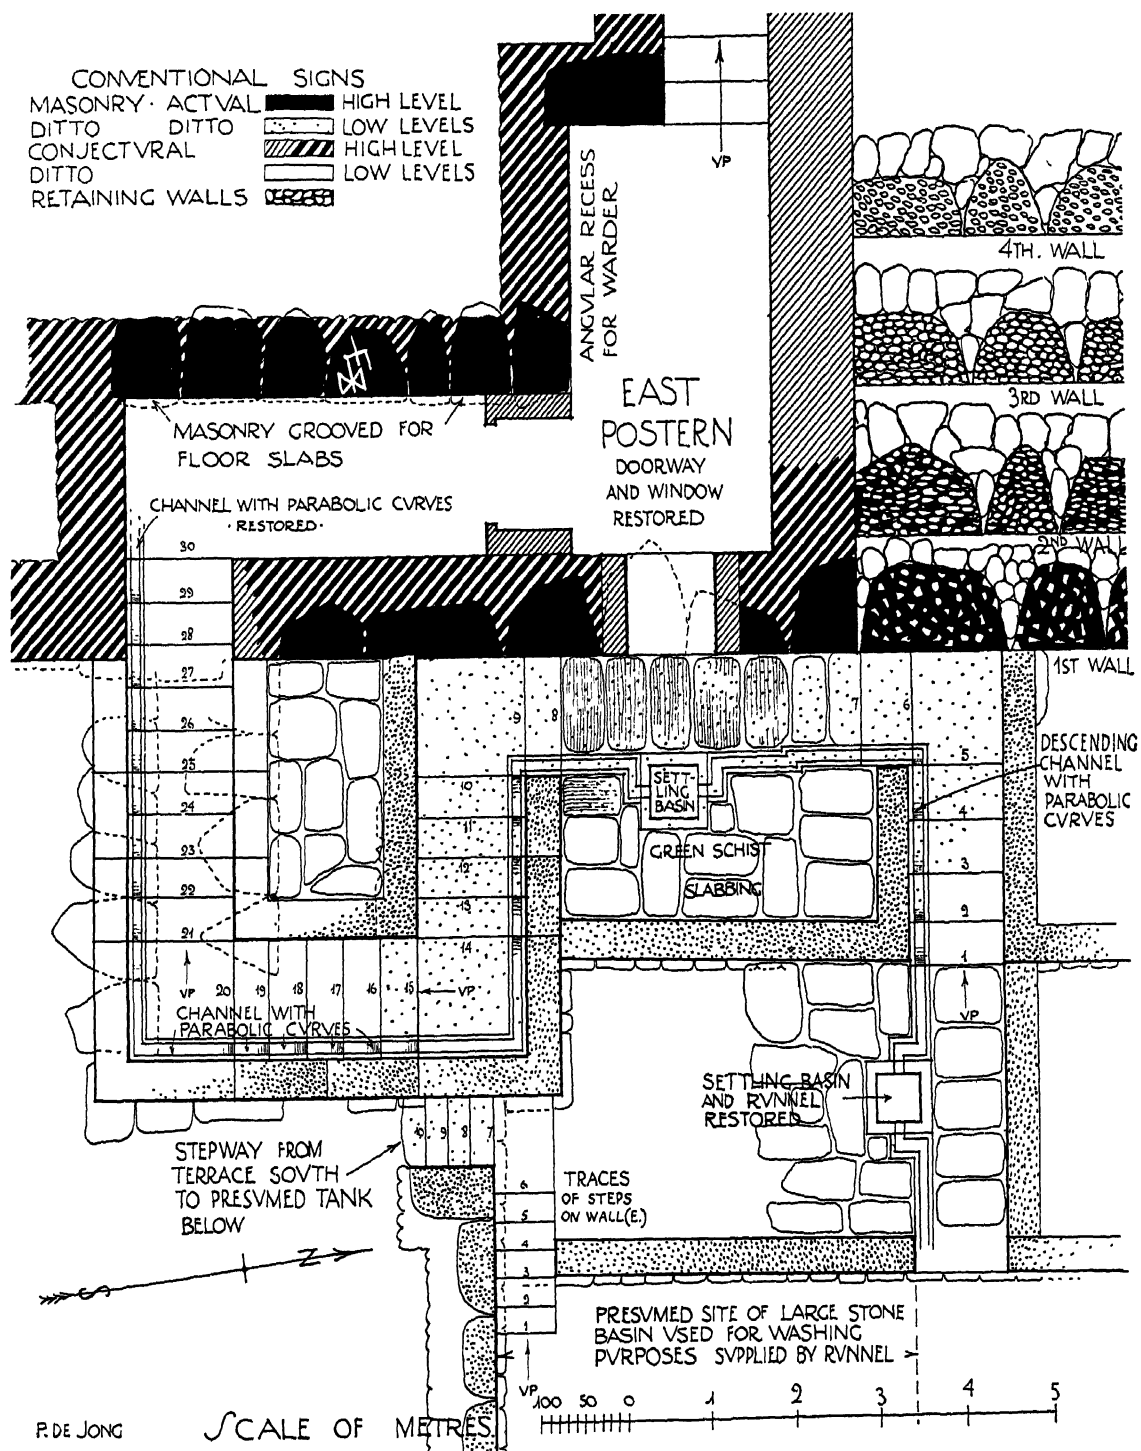 CONVENTIONAL SIGNS
MASONRY · ACTVAL HIGH LEVEL
DITTO DITTO LOW LEVELS
CONJECTVRAL HIGH LEVEL
DITTO LOW LEVELS
RETAINING WALLS
VP
ANGVLAR RECESS
FOR WARDER
4TH. WALL
3RD WALL
2ND WALL
1ST WALL
EAST
POSTERN
DOORWAY
AND WINDOW
RESTORED
MASONRY GROOVED FOR
FLOOR SLABS
CHANNEL WITH PARABOLIC CVRVES
· RESTORED ·
30
29
28
27
26
25
24
23
22
21
VP
20 19 18 17 16 15 VP
CHANNEL WITH
PARABOLIC CVRVES
9 8 7 6
10
11
12
13
14
SETT-
LING
BASIN
GREEN SCHIST
SLABBING
5
4
3
2
1
VP
DESCENDING
CHANNEL
WITH
PARABOLIC
CVRVES
SETTLING BASIN
AND RVNNEL
RESTORED
STEPWAY FROM
TERRACE SOVTH
TO PRESVMED TANK
BELOW
10 9 8 7
6
5
4
3
2
1
VP
TRACES
OF STEPS
ON WALL (E.)
S N
PRESVMED SITE OF LARGE STONE
BASIN VSED FOR WASHING
PVRPOSES SVPPLIED BY RVNNEL
P. DE JONG
SCALE OF METRES
100 50 0 1 2 3 4 5